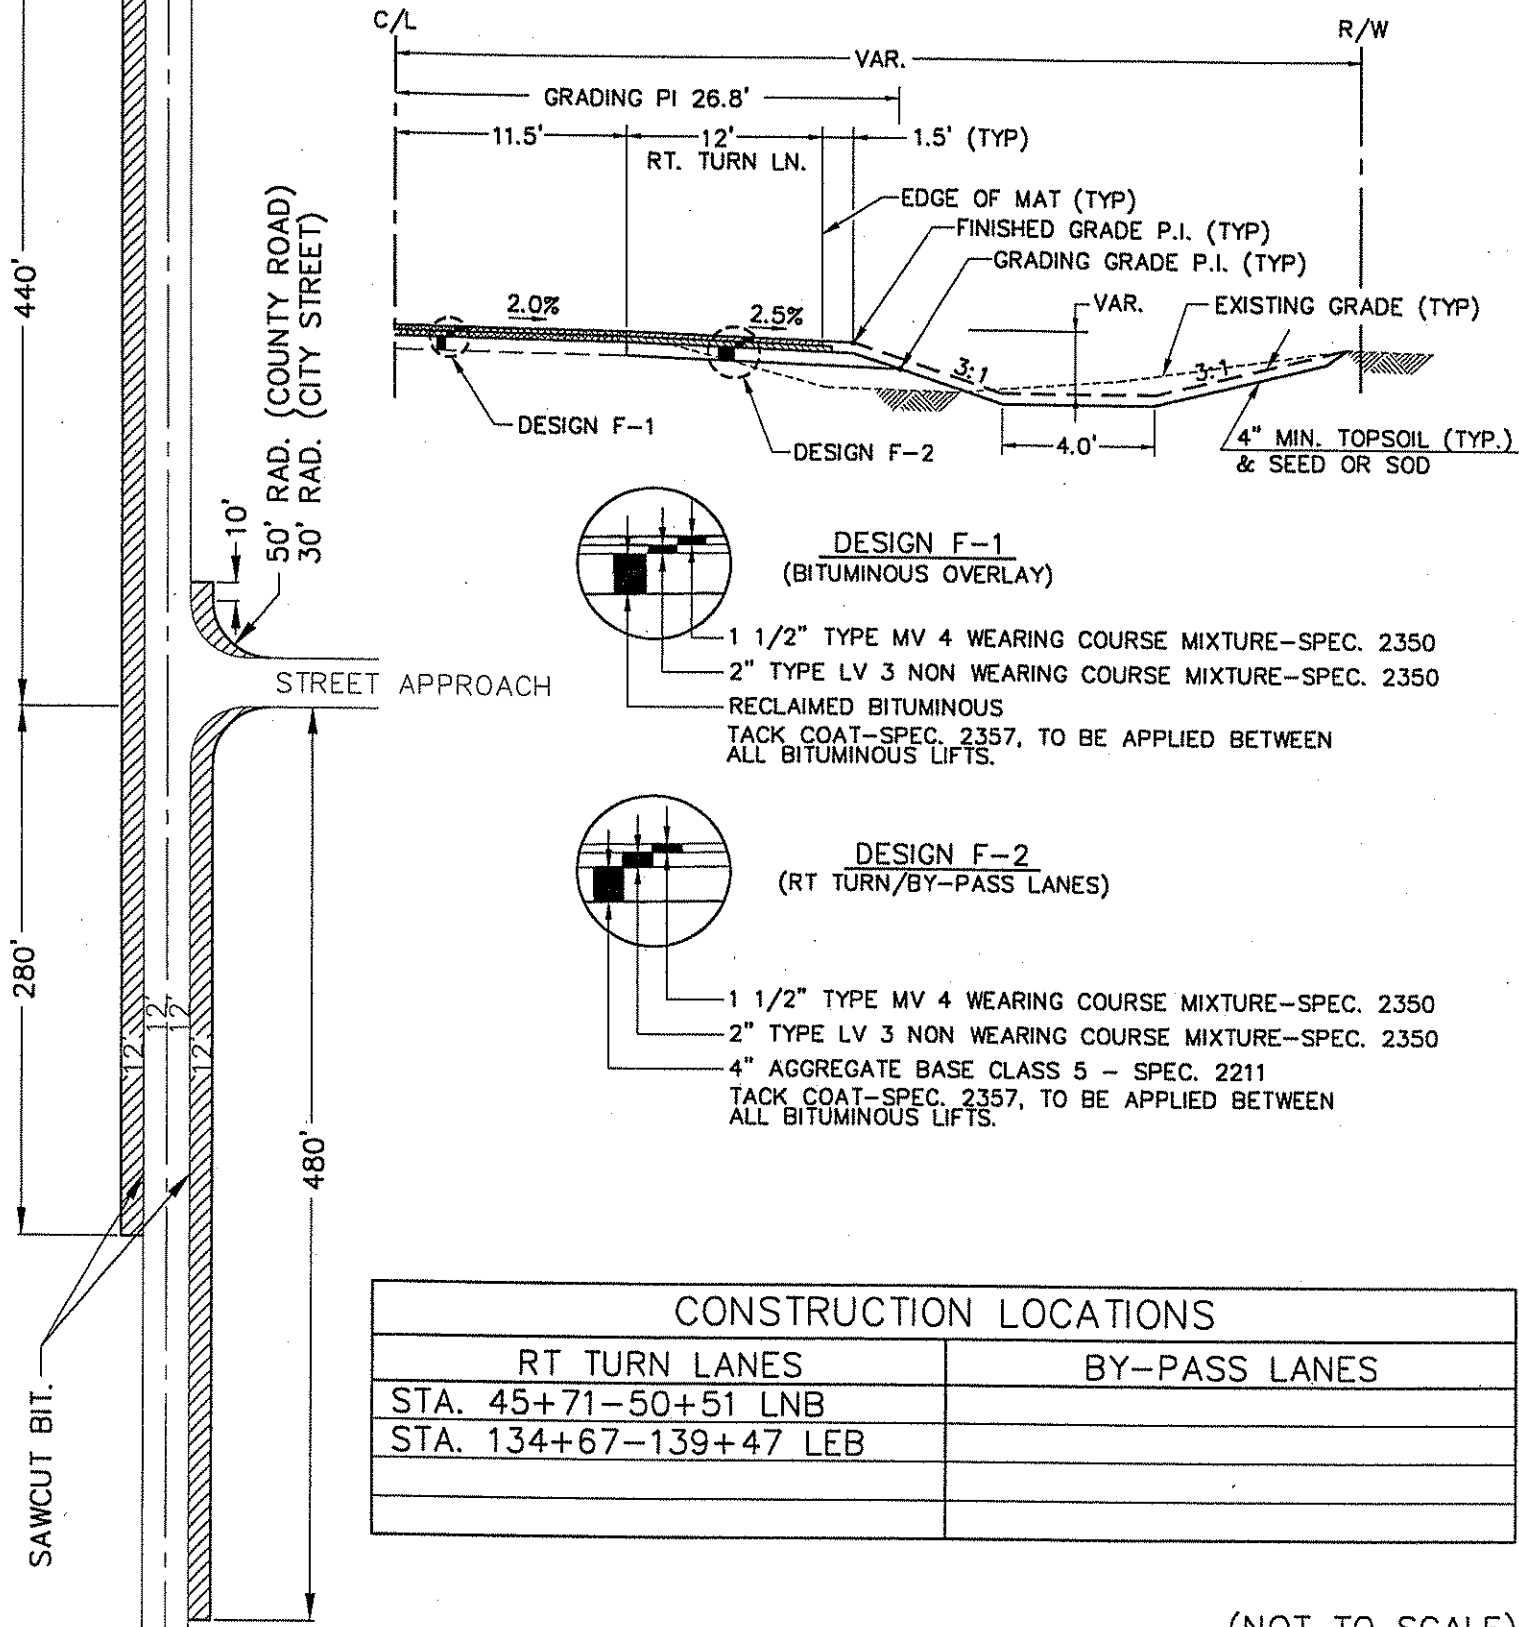 C/L
R/W
VAR.
GRADING PI 26.8'
11.5'
12'
1.5' (TYP)
RT. TURN LN.
EDGE OF MAT (TYP)
FINISHED GRADE P.I. (TYP)
GRADING GRADE P.I. (TYP)
VAR.
EXISTING GRADE (TYP)
2.0%
2.5%
3:1
3:1
DESIGN F-1
DESIGN F-2
4.0'
4" MIN. TOPSOIL (TYP.)
& SEED OR SOD
440'
10'
50' RAD. (COUNTY ROAD)
30' RAD. (CITY STREET)
STREET APPROACH
DESIGN F-1
(BITUMINOUS OVERLAY)
1 1/2" TYPE MV 4 WEARING COURSE MIXTURE-SPEC. 2350
2" TYPE LV 3 NON WEARING COURSE MIXTURE-SPEC. 2350
RECLAIMED BITUMINOUS
TACK COAT-SPEC. 2357, TO BE APPLIED BETWEEN
ALL BITUMINOUS LIFTS.
DESIGN F-2
(RT TURN/BY-PASS LANES)
1 1/2" TYPE MV 4 WEARING COURSE MIXTURE-SPEC. 2350
2" TYPE LV 3 NON WEARING COURSE MIXTURE-SPEC. 2350
4" AGGREGATE BASE CLASS 5 - SPEC. 2211
TACK COAT-SPEC. 2357, TO BE APPLIED BETWEEN
ALL BITUMINOUS LIFTS.
280'
12'
12'
12'
12'
480'
SAWCUT BIT.
CONSTRUCTION LOCATIONS
RT TURN LANES
BY-PASS LANES
STA. 45+71-50+51 LNB
STA. 134+67-139+47 LEB
(NOT TO SCALE)